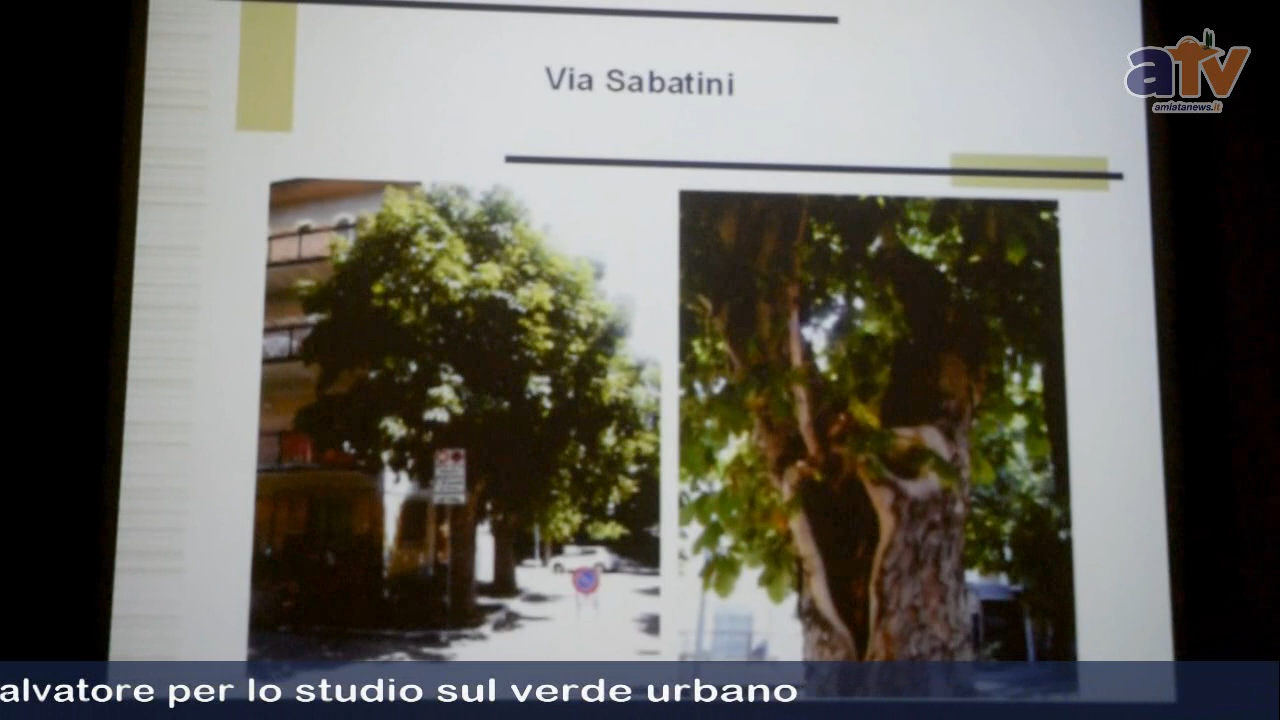 Via Sabatini
aTv
amiatanews.it
alvatore per lo studio sul verde urbano